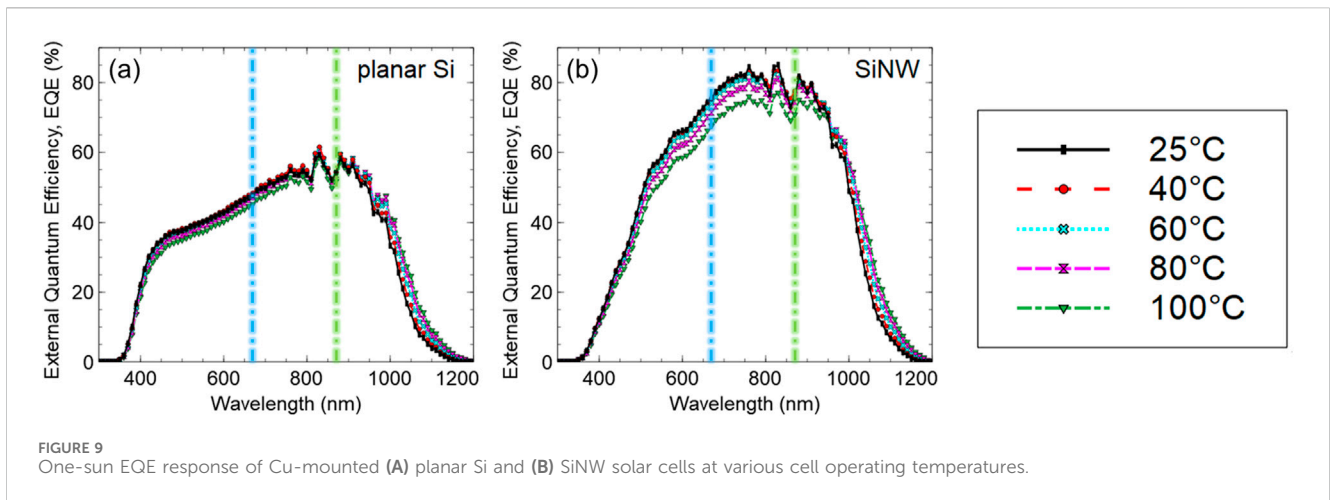 (a)
planar Si
External Quantum Efficiency, EQE (%)
80
60
40
20
0
400
600
800
1000
1200
Wavelength (nm)
(b)
SiNW
External Quantum Efficiency, EQE (%)
80
60
40
20
0
400
600
800
1000
1200
Wavelength (nm)
25°C
40°C
60°C
80°C
100°C
FIGURE 9
One-sun EQE response of Cu-mounted (A) planar Si and (B) SiNW solar cells at various cell operating temperatures.